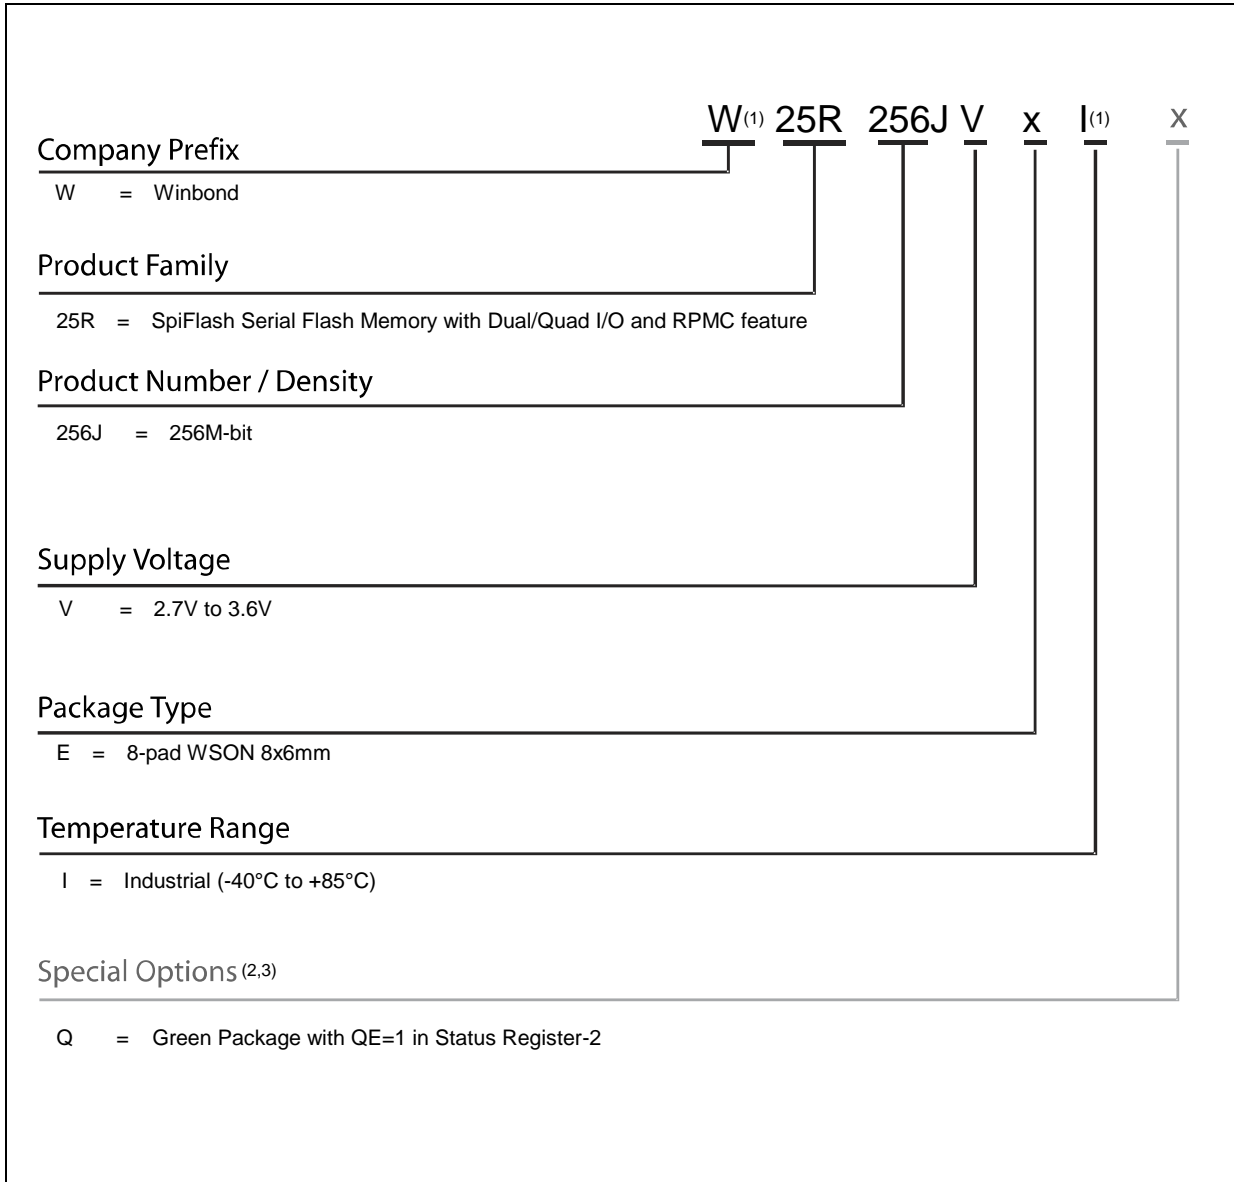 W(1) 25R 256J V x I(1) x
Company Prefix
W = Winbond
Product Family
25R = SpiFlash Serial Flash Memory with Dual/Quad I/O and RPMC feature
Product Number / Density
256J = 256M-bit
Supply Voltage
V = 2.7V to 3.6V
Package Type
E = 8-pad WSON 8x6mm
Temperature Range
I = Industrial (-40°C to +85°C)
Special Options (2,3)
Q = Green Package with QE=1 in Status Register-2